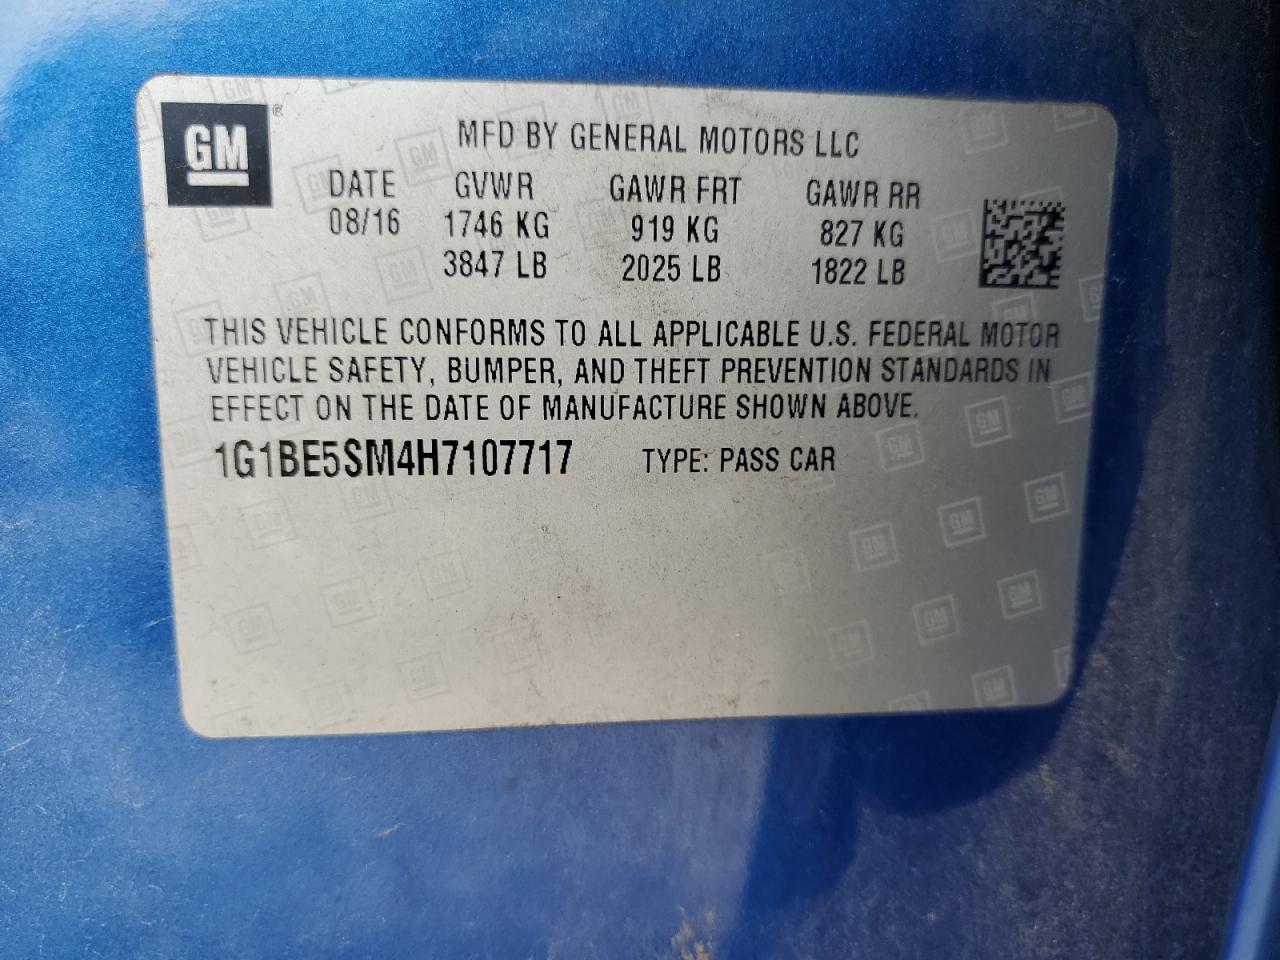 GM
MFD BY GENERAL MOTORS LLC
DATE GVWR GAWR FRT GAWR RR
08/16 1746 KG 919 KG 827 KG
3847 LB 2025 LB 1822 LB
THIS VEHICLE CONFORMS TO ALL APPLICABLE U.S. FEDERAL MOTOR
VEHICLE SAFETY, BUMPER, AND THEFT PREVENTION STANDARDS IN
EFFECT ON THE DATE OF MANUFACTURE SHOWN ABOVE.
1G1BE5SM4H7107717 TYPE: PASS CAR